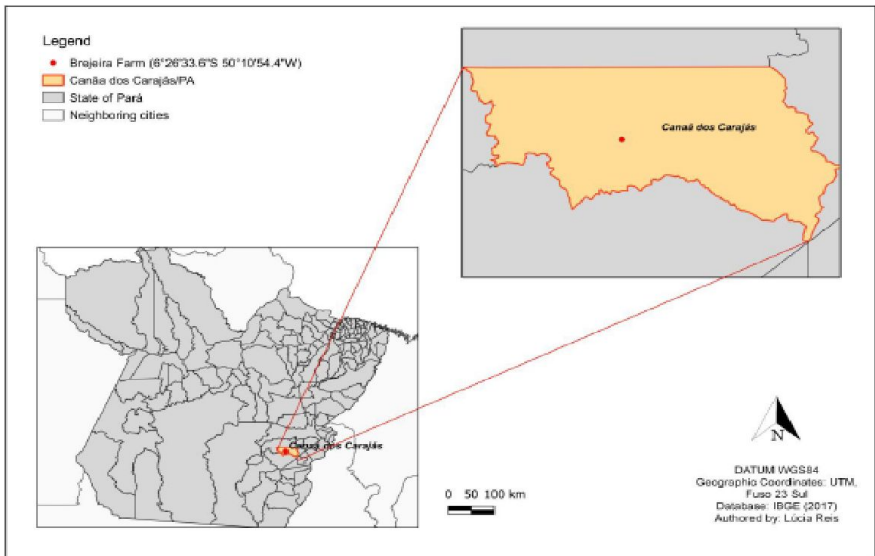 Legend
Brejeira Farm (6°26'33.6"S 50°10'54.4"W)
Canãa dos Carajás/PA
State of Pará
Neighboring cities
Canaã dos Carajás
Canaã dos Carajás
0 50 100 km
N
DATUM WGS84
Geographic Coordinates: UTM,
Fuso 23 Sul
Database: IBGE (2017)
Authored by: Lúcia Reis